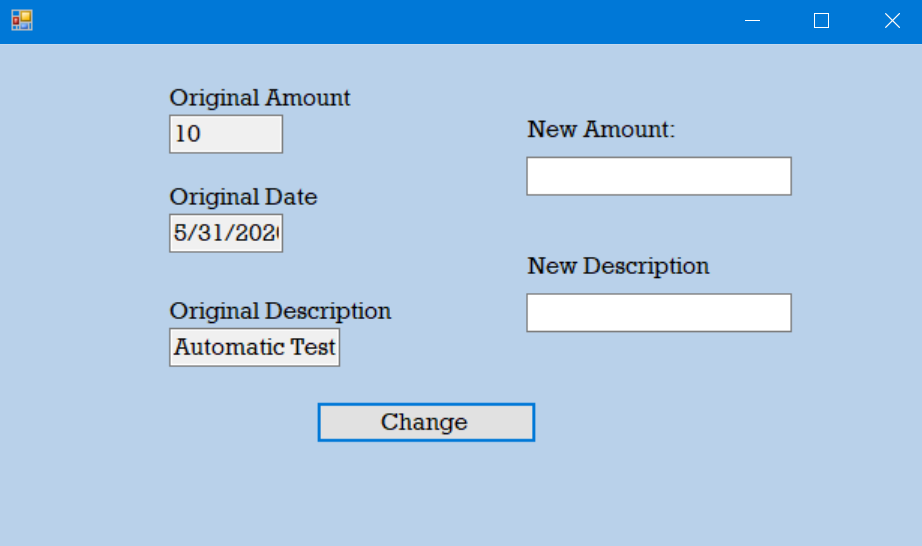 Original Amount
10
Original Date
5/31/202
Original Description
Automatic Test
New Amount:
New Description
Change